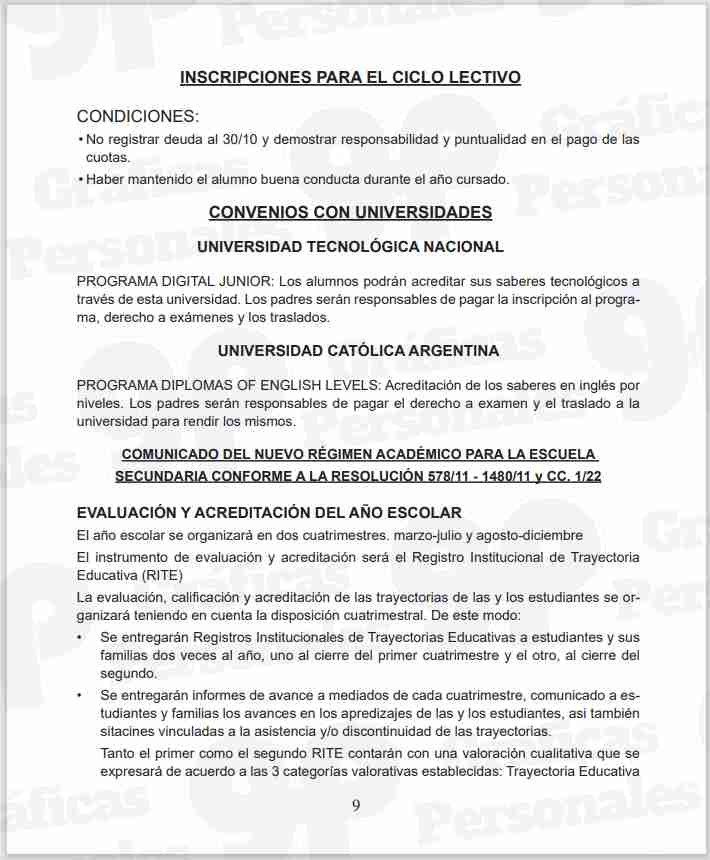 INSCRIPCIONES PARA EL CICLO LECTIVO
CONDICIONES:
• No registrar deuda al 30/10 y demostrar responsabilidad y puntualidad en el pago de las
cuotas.
• Haber mantenido el alumno buena conducta durante el año cursado.
CONVENIOS CON UNIVERSIDADES
UNIVERSIDAD TECNOLÓGICA NACIONAL
PROGRAMA DIGITAL JUNIOR: Los alumnos podrán acreditar sus saberes tecnológicos a
través de esta universidad. Los padres serán responsables de pagar la inscripción al progra-
ma, derecho a exámenes y los traslados.
UNIVERSIDAD CATÓLICA ARGENTINA
PROGRAMA DIPLOMAS OF ENGLISH LEVELS: Acreditación de los saberes en inglés por
niveles. Los padres serán responsables de pagar el derecho a examen y el traslado a la
universidad para rendir los mismos.
COMUNICADO DEL NUEVO RÉGIMEN ACADÉMICO PARA LA ESCUELA
SECUNDARIA CONFORME A LA RESOLUCIÓN 578/11 - 1480/11 y CC. 1/22
EVALUACIÓN Y ACREDITACIÓN DEL AÑO ESCOLAR
El año escolar se organizará en dos cuatrimestres. marzo-julio y agosto-diciembre
El instrumento de evaluación y acreditación será el Registro Institucional de Trayectoria
Educativa (RITE)
La evaluación, calificación y acreditación de las trayectorias de las y los estudiantes se or-
ganizará teniendo en cuenta la disposición cuatrimestral. De este modo:
• Se entregarán Registros Institucionales de Trayectorias Educativas a estudiantes y sus
familias dos veces al año, uno al cierre del primer cuatrimestre y el otro, al cierre del
segundo.
• Se entregarán informes de avance a mediados de cada cuatrimestre, comunicado a es-
tudiantes y familias los avances en los apredizajes de las y los estudiantes, asi también
sitacines vinculadas a la asistencia y/o discontinuidad de las trayectorias.
Tanto el primer como el segundo RITE contarán con una valoración cualitativa que se
expresará de acuerdo a las 3 categorías valorativas establecidas: Trayectoria Educativa
9
Gráficas
Personales